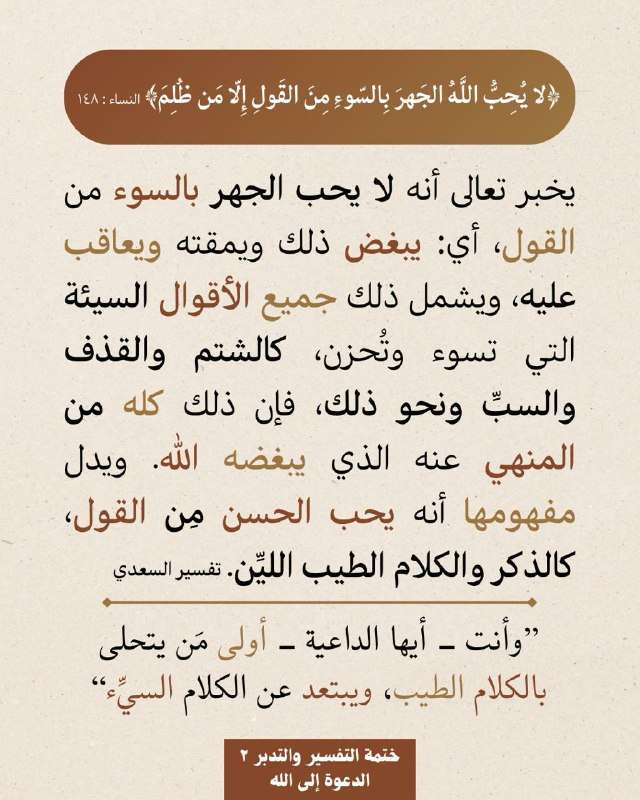 ﴿لا يُحِبُّ اللَّهُ الجَهرَ بِالسّوءِ مِنَ القَولِ إِلّا مَن ظُلِمَ﴾ النساء : ١٤٨
يخبر تعالى أنه لا يحب الجهر بالسوء من
القول، أي: يبغض ذلك ويمقته ويعاقب
عليه، ويشمل ذلك جميع الأقوال السيئة
التي تسوء وتُحزن، كالشتم والقذف
والسبِّ ونحو ذلك، فإن ذلك كله من
المنهي عنه الذي يبغضه الله. ويدل
مفهومها أنه يحب الحسن مِن القول،
كالذكر والكلام الطيب الليِّن. تفسير السعدي
”وأنت - أيها الداعية - أولى مَن يتحلى
بالكلام الطيب، ويبتعد عن الكلام السيِّء“
ختمة التفسير والتدبر ٢
الدعوة إلى الله